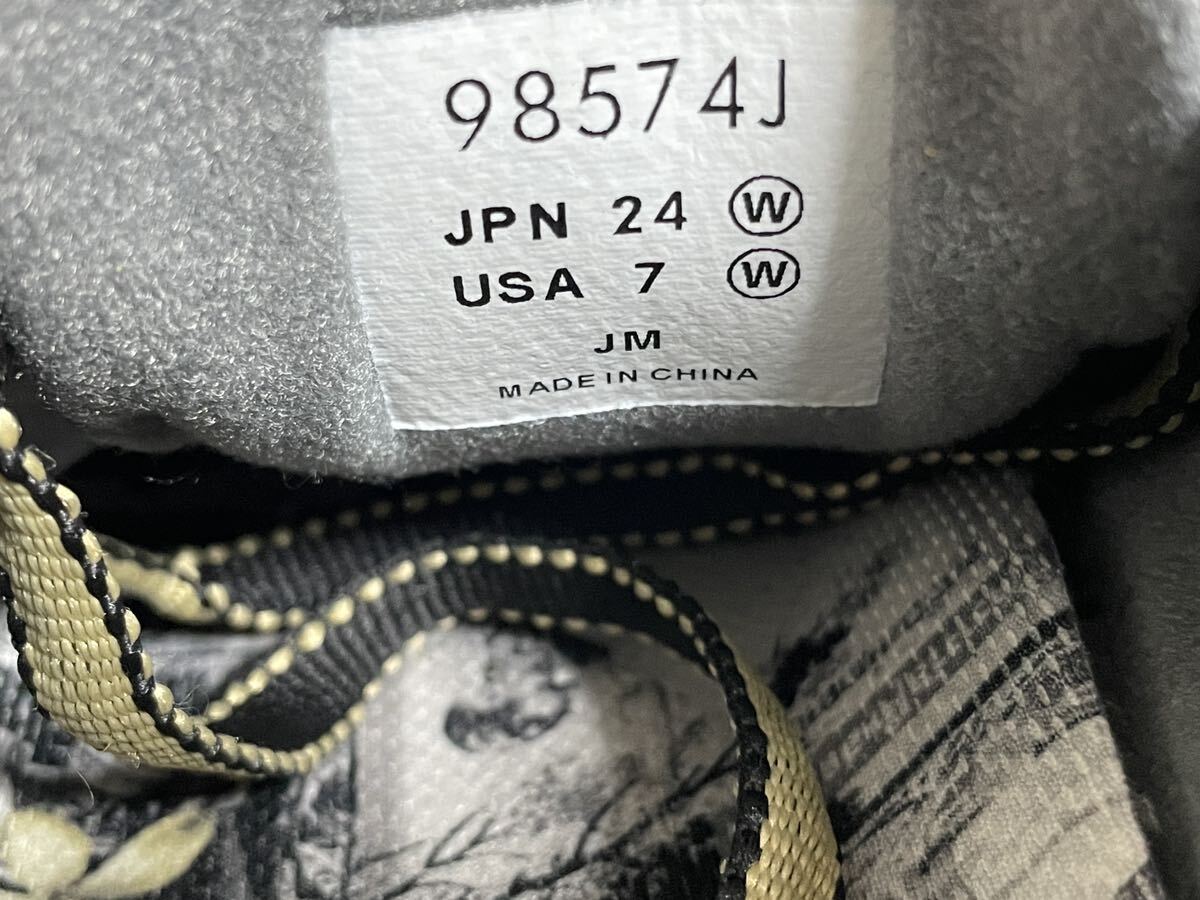 98574J
JPN 24 Ⓦ
USA 7 Ⓦ
JM
MADE IN CHINA